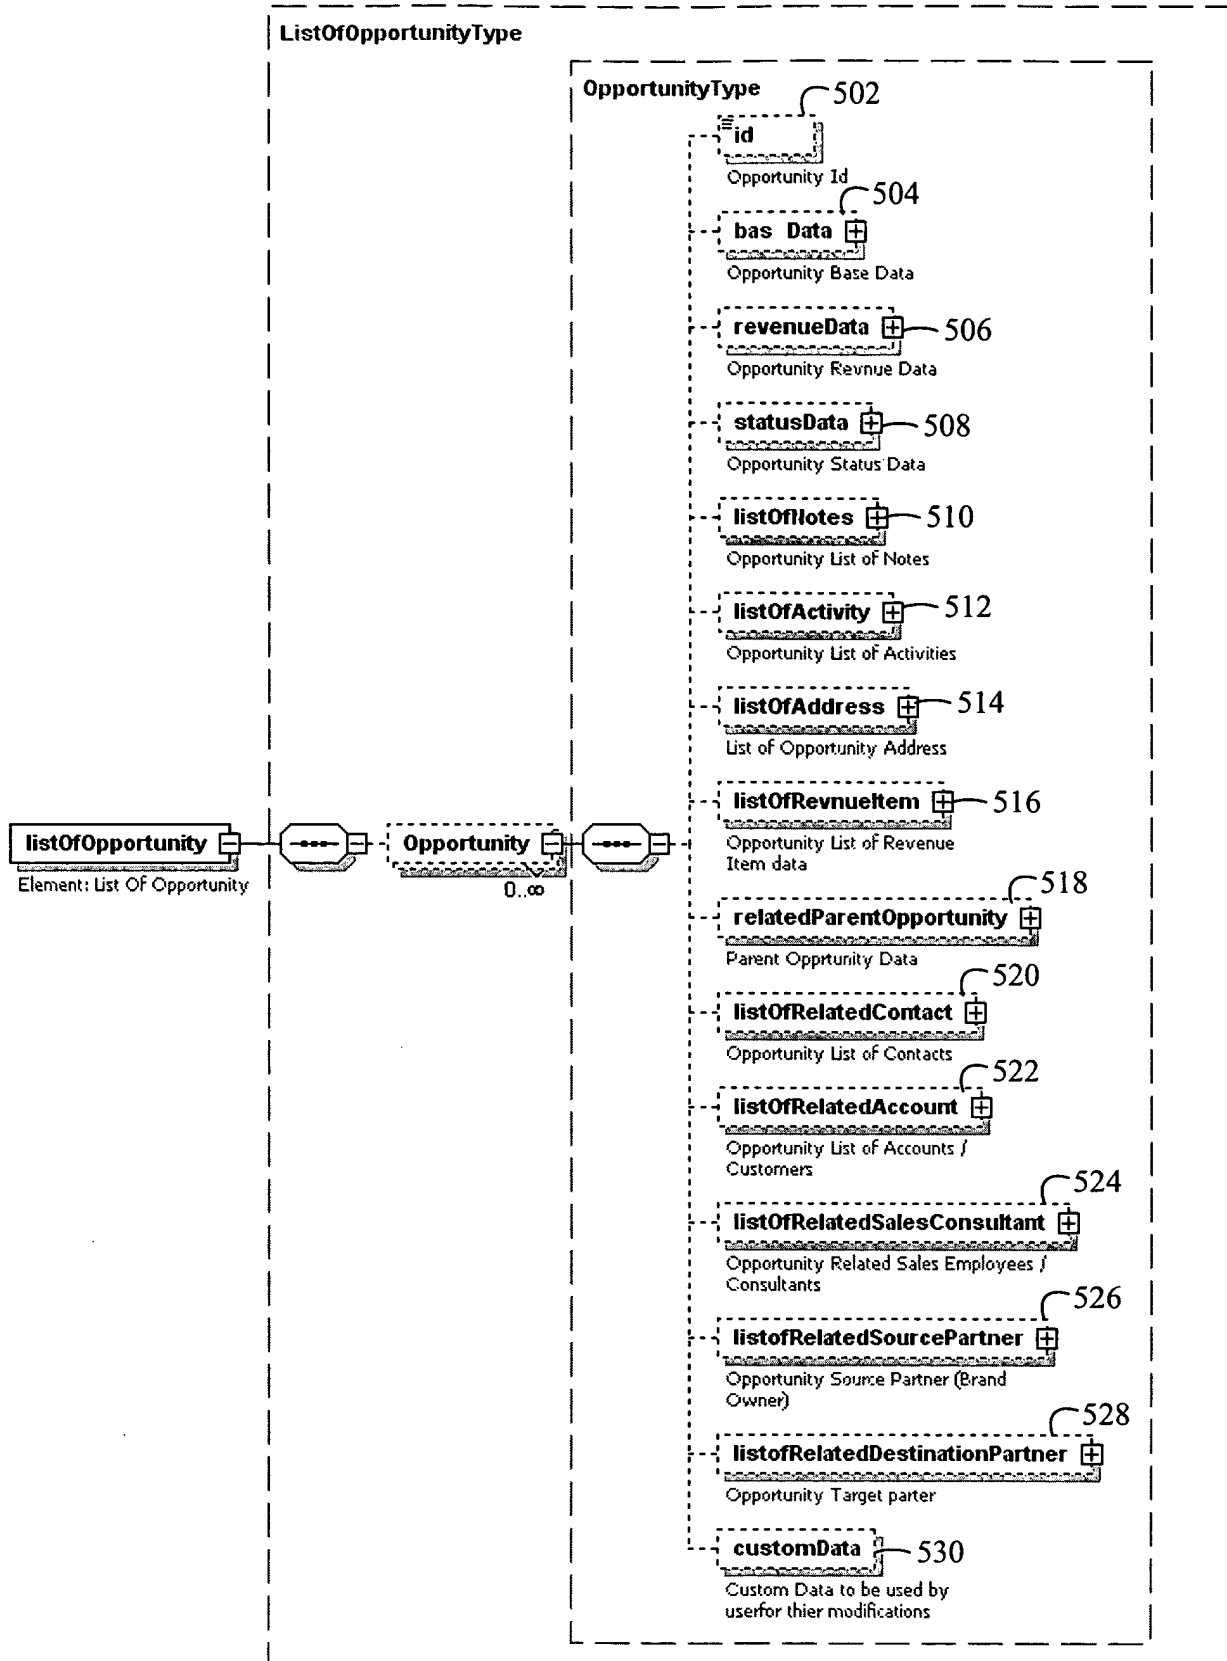 ListOfOpportunityType
OpportunityType
502
id
Opportunity Id
504
bas Data
Opportunity Base Data
revenueData
506
Opportunity Revnue Data
statusData
508
Opportunity Status Data
listOfNotes
510
Opportunity List of Notes
listOfActivity
512
Opportunity List of Activities
listOfAddress
514
List of Opportunity Address
listOfRevnueItem
516
Opportunity List of Revenue
Item data
listOfOpportunity
Element: List Of Opportunity
Opportunity
0..∞
518
relatedParentOpportunity
Parent Opprtunity Data
520
listOfRelatedContact
Opportunity List of Contacts
522
listOfRelatedAccount
Opportunity List of Accounts /
Customers
524
listOfRelatedSalesConsultant
Opportunity Related Sales Employees /
Consultants
526
listofRelatedSourcePartner
Opportunity Source Partner (Brand
Owner)
528
listofRelatedDestinationPartner
Opportunity Target parter
customData
530
Custom Data to be used by
userfor thier modifications